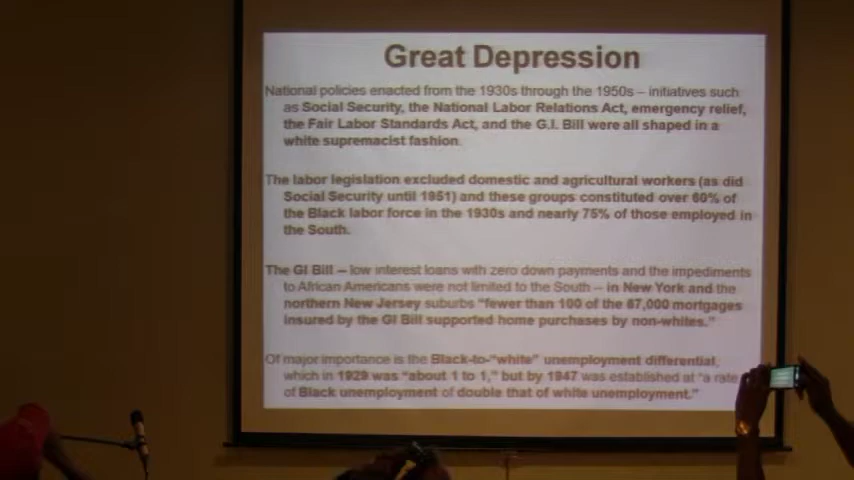 Great Depression
National policies enacted from the 1930s through the 1950s – initiatives such
as Social Security, the National Labor Relations Act, emergency relief,
the Fair Labor Standards Act, and the G.I. Bill were all shaped in a
white supremacist fashion.
The labor legislation excluded domestic and agricultural workers (as did
Social Security until 1951) and these groups constituted over 60% of
the Black labor force in the 1930s and nearly 75% of those employed in
the South.
The GI Bill – low interest loans with zero down payments and the impediments
to African Americans were not limited to the South – in New York and the
northern New Jersey suburbs "fewer than 100 of the 67,000 mortgages
insured by the GI Bill supported home purchases by non-whites."
Of major importance is the Black-to-"white" unemployment differential,
which in 1929 was "about 1 to 1," but by 1947 was established at "a rate
of Black unemployment of double that of white unemployment."